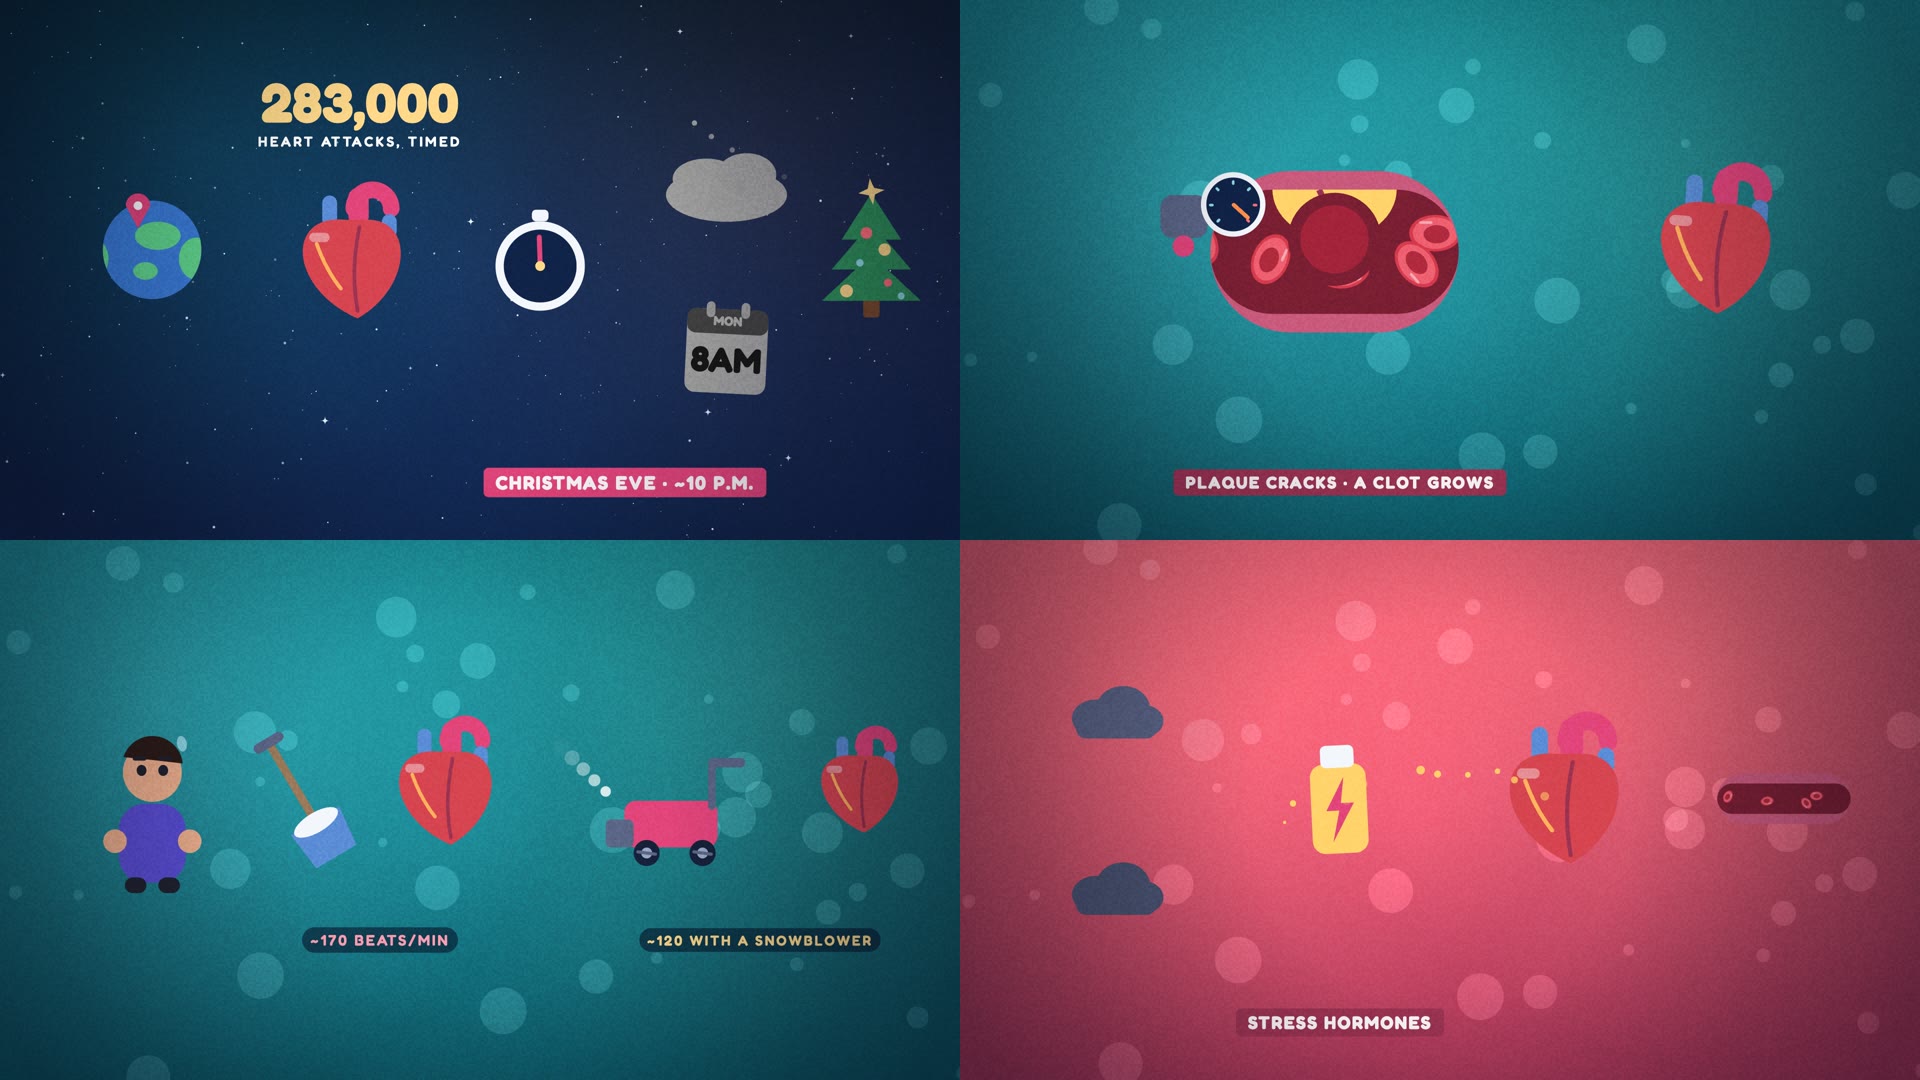 283,000
HEART ATTACKS, TIMED
MON
8AM
CHRISTMAS EVE · ~10 P.M.
PLAQUE CRACKS · A CLOT GROWS
~170 BEATS/MIN
~120 WITH A SNOWBLOWER
STRESS HORMONES